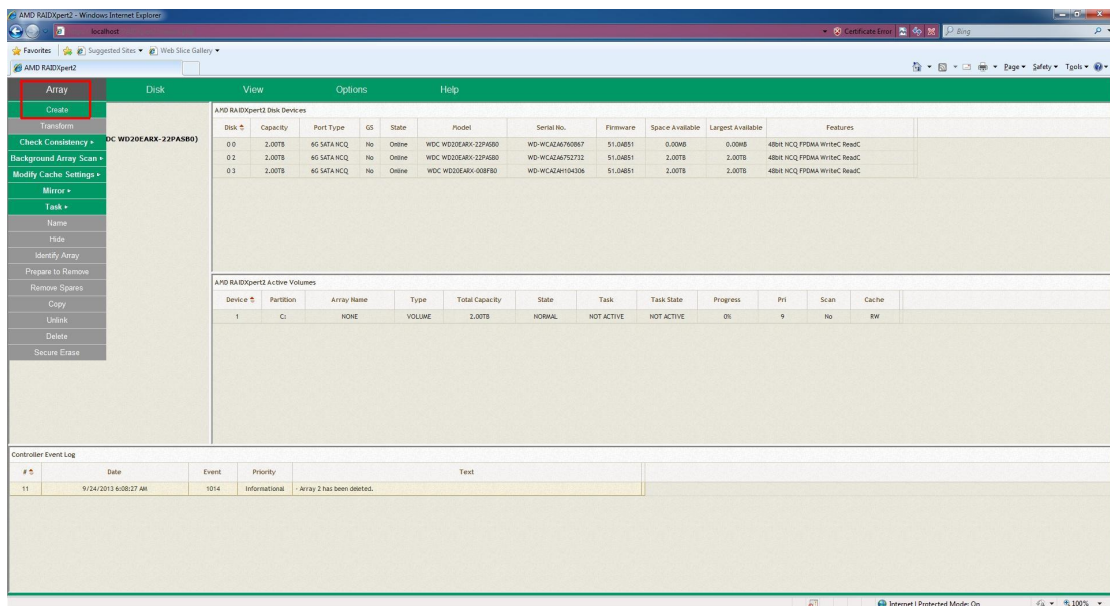 AMD RAIDXpert2 - Windows Internet Explorer
localhost
Certificate Error
Bing
Favorites
Suggested Sites
Web Slice Gallery
AMD RAIDXpert2
Page
Safety
Tools
Array
Disk
View
Options
Help
Create
Transform
Check Consistency
Background Array Scan
Modify Cache Settings
Mirror
Task
Name
Hide
Identify Array
Prepare to Remove
Remove Spares
Copy
Unlink
Delete
Secure Erase
DC WD20EARX-22PASB0)
AMD RAIDXpert2 Disk Devices
Disk Capacity Port Type GS State Model Serial No. Firmware Space Available Largest Available Features
0 0 2.00TB 6G SATA NCQ No Online WDC WD20EARX-22PASB0 WD-WCAZA6760867 51.0AB51 0.00MB 0.00MB 48bit NCQ FPDMA WriteC ReadC
0 2 2.00TB 6G SATA NCQ No Online WDC WD20EARX-22PASB0 WD-WCAZA6752732 51.0AB51 2.00TB 2.00TB 48bit NCQ FPDMA WriteC ReadC
0 3 2.00TB 6G SATA NCQ No Online WDC WD20EARX-008FB0 WD-WCAZAH104306 51.0AB51 2.00TB 2.00TB 48bit NCQ FPDMA WriteC ReadC
AMD RAIDXpert2 Active Volumes
Device Partition Array Name Type Total Capacity State Task Task State Progress Pri Scan Cache
1 C: NONE VOLUME 2.00TB NORMAL NOT ACTIVE NOT ACTIVE 0% 9 No RW
Controller Event Log
# Date Event Priority Text
11 9/24/2013 6:08:27 AM 1014 Informational - Array 2 has been deleted.
Internet | Protected Mode: On
100%